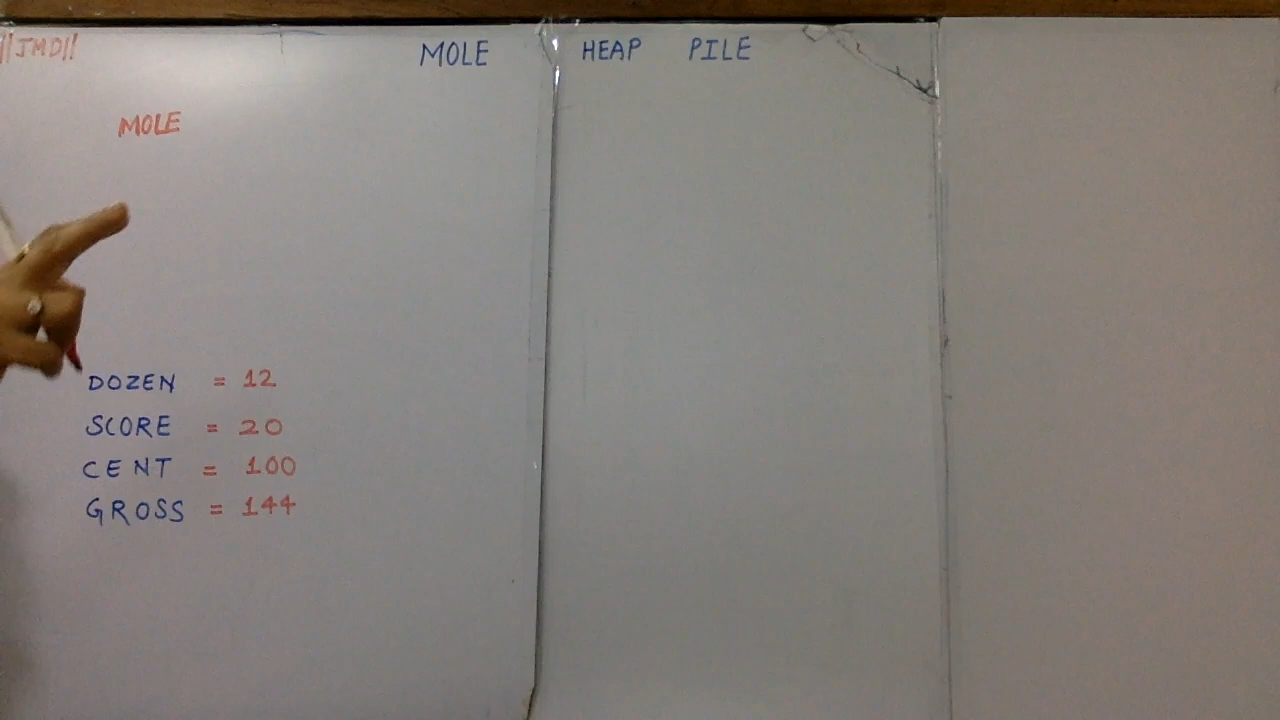 ||JMD||
MOLE HEAP PILE
MOLE
DOZEN = 12
SCORE = 20
CENT = 100
GROSS = 144